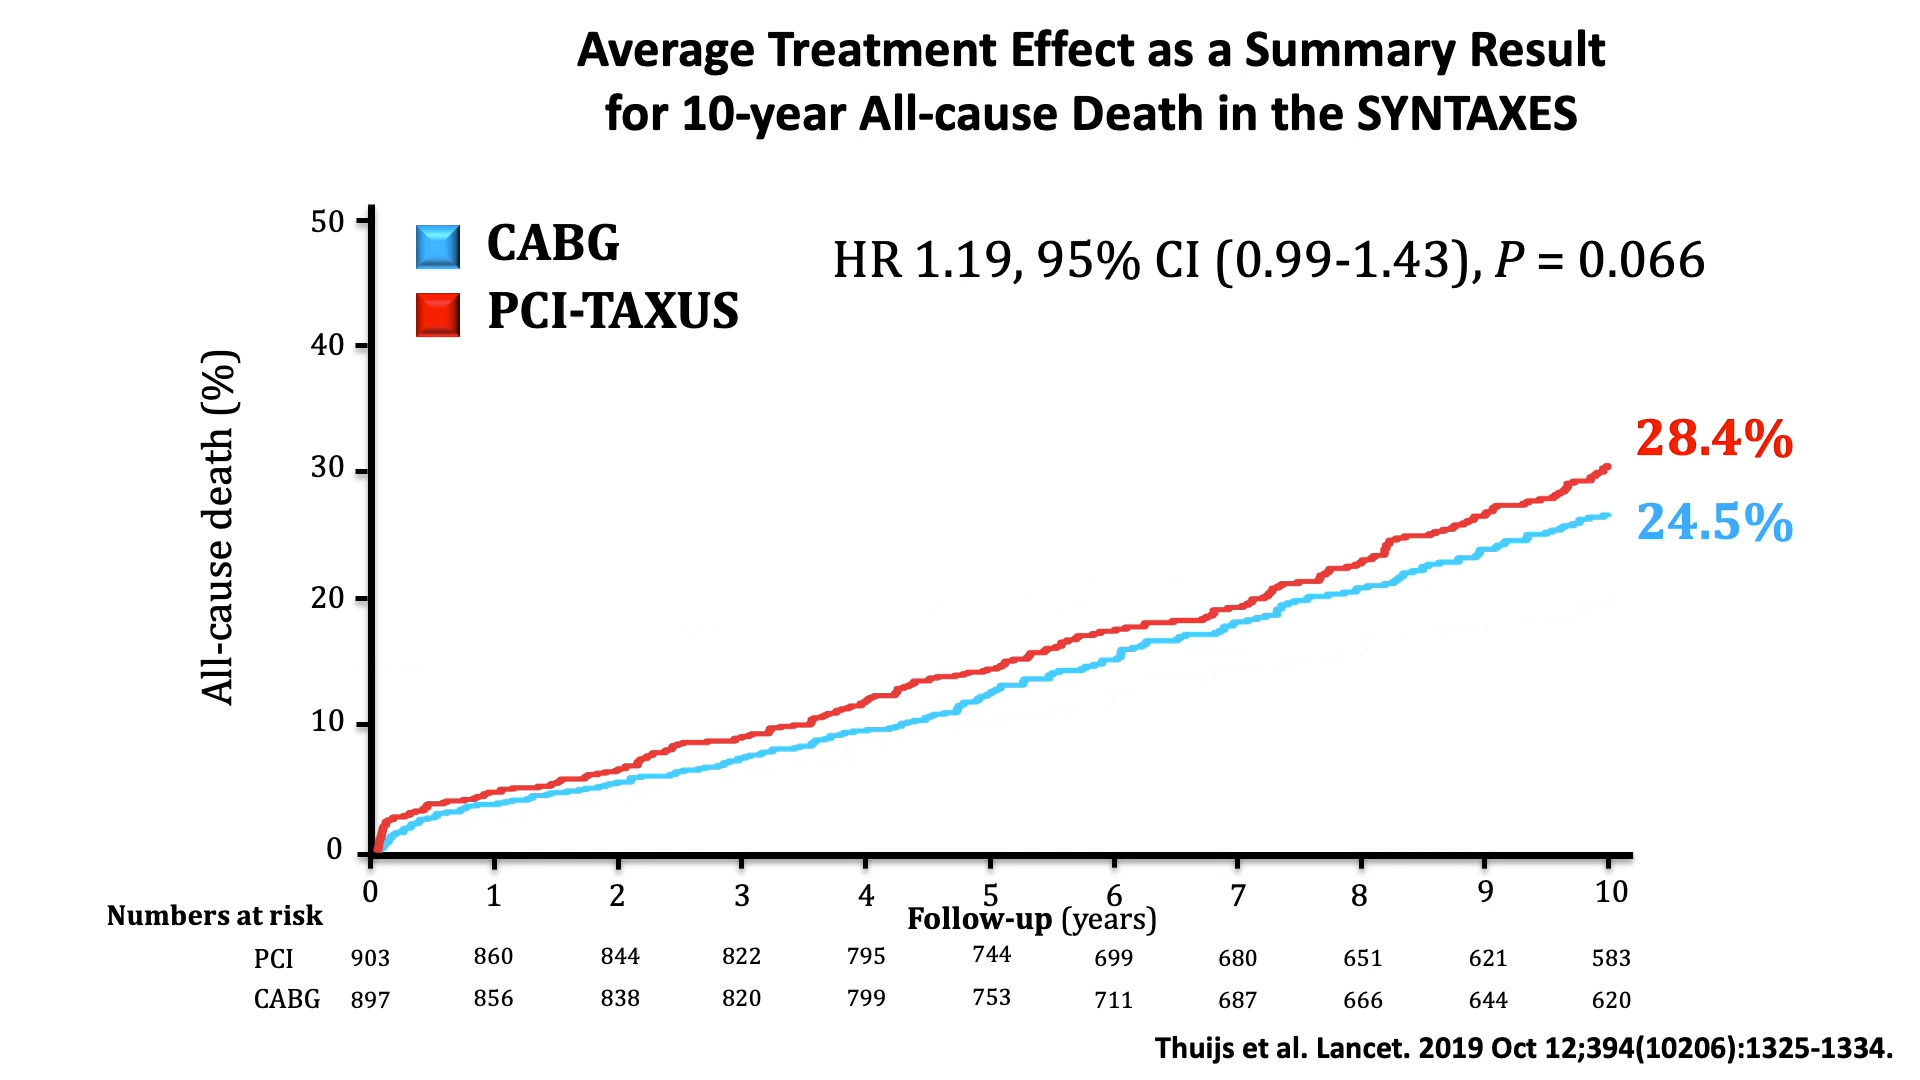 Average Treatment Effect as a Summary Result
for 10-year All-cause Death in the SYNTAXES
CABG
PCI-TAXUS
HR 1.19, 95% CI (0.99-1.43), P = 0.066
All-cause death (%)
50
40
30
20
10
0
28.4%
24.5%
0 1 2 3 4 5 6 7 8 9 10
Follow-up (years)
Numbers at risk
PCI 903 860 844 822 795 744 699 680 651 621 583
CABG 897 856 838 820 799 753 711 687 666 644 620
Thuijs et al. Lancet. 2019 Oct 12;394(10206):1325-1334.